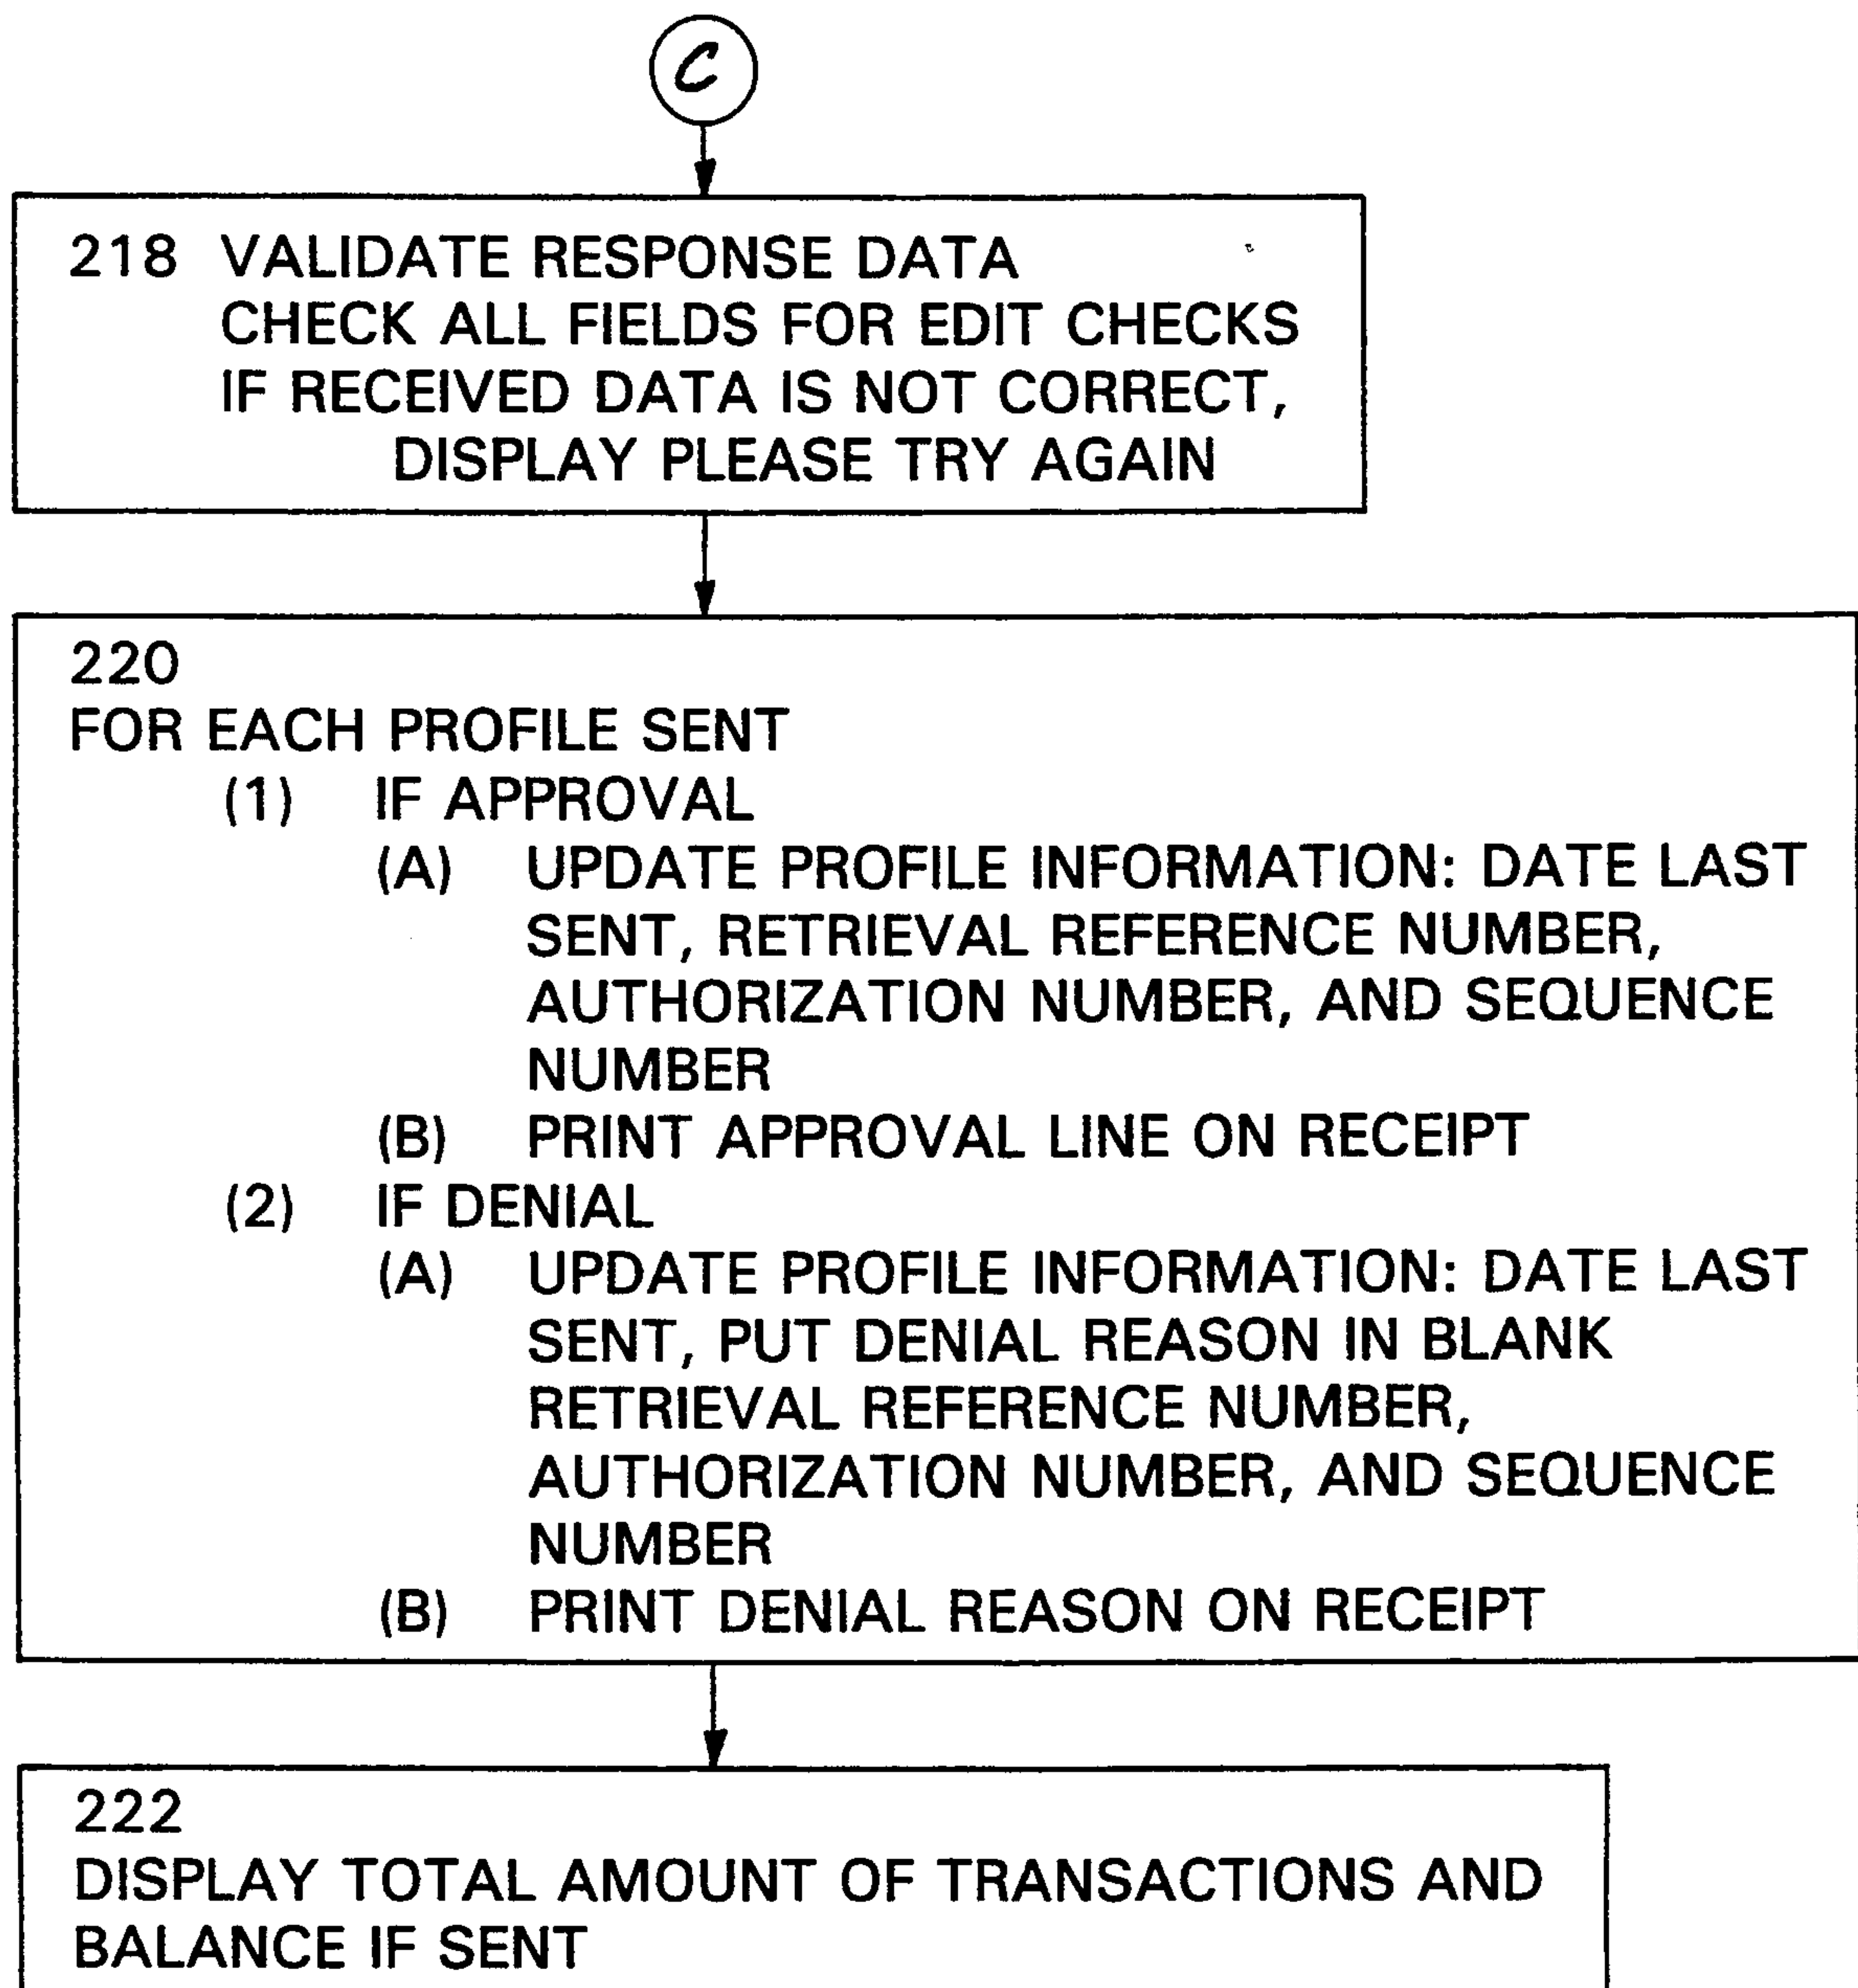 C
218 VALIDATE RESPONSE DATA
CHECK ALL FIELDS FOR EDIT CHECKS
IF RECEIVED DATA IS NOT CORRECT,
DISPLAY PLEASE TRY AGAIN
220
FOR EACH PROFILE SENT
(1) IF APPROVAL
(A) UPDATE PROFILE INFORMATION: DATE LAST
SENT, RETRIEVAL REFERENCE NUMBER,
AUTHORIZATION NUMBER, AND SEQUENCE
NUMBER
(B) PRINT APPROVAL LINE ON RECEIPT
(2) IF DENIAL
(A) UPDATE PROFILE INFORMATION: DATE LAST
SENT, PUT DENIAL REASON IN BLANK
RETRIEVAL REFERENCE NUMBER,
AUTHORIZATION NUMBER, AND SEQUENCE
NUMBER
(B) PRINT DENIAL REASON ON RECEIPT
222
DISPLAY TOTAL AMOUNT OF TRANSACTIONS AND
BALANCE IF SENT